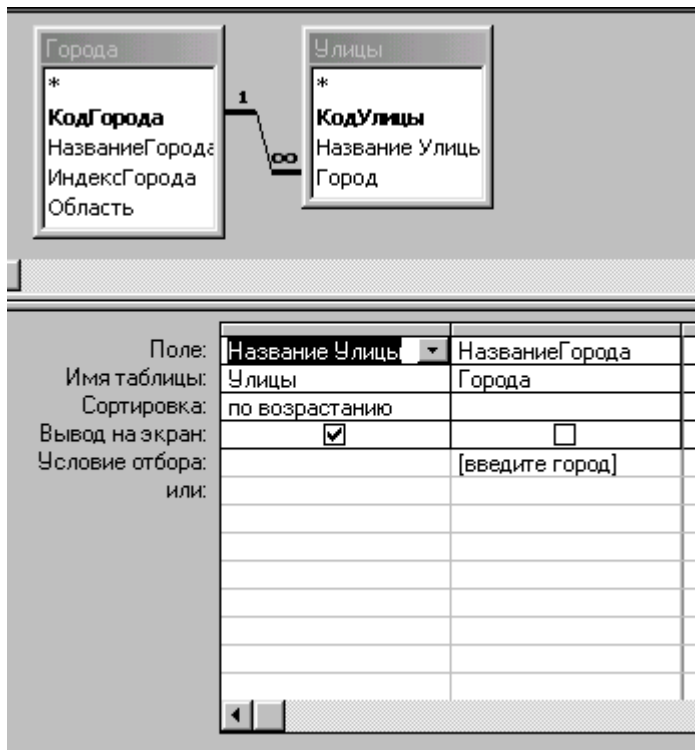 Города
*
КодГорода
НазваниеГорода
ИндексГорода
Область
1
∞
Улицы
*
КодУлицы
Название Улиць
Город
Поле: Название Улицы НазваниеГорода
Имя таблицы: Улицы Города
Сортировка: по возрастанию
Вывод на экран:
Условие отбора: [введите город]
или: